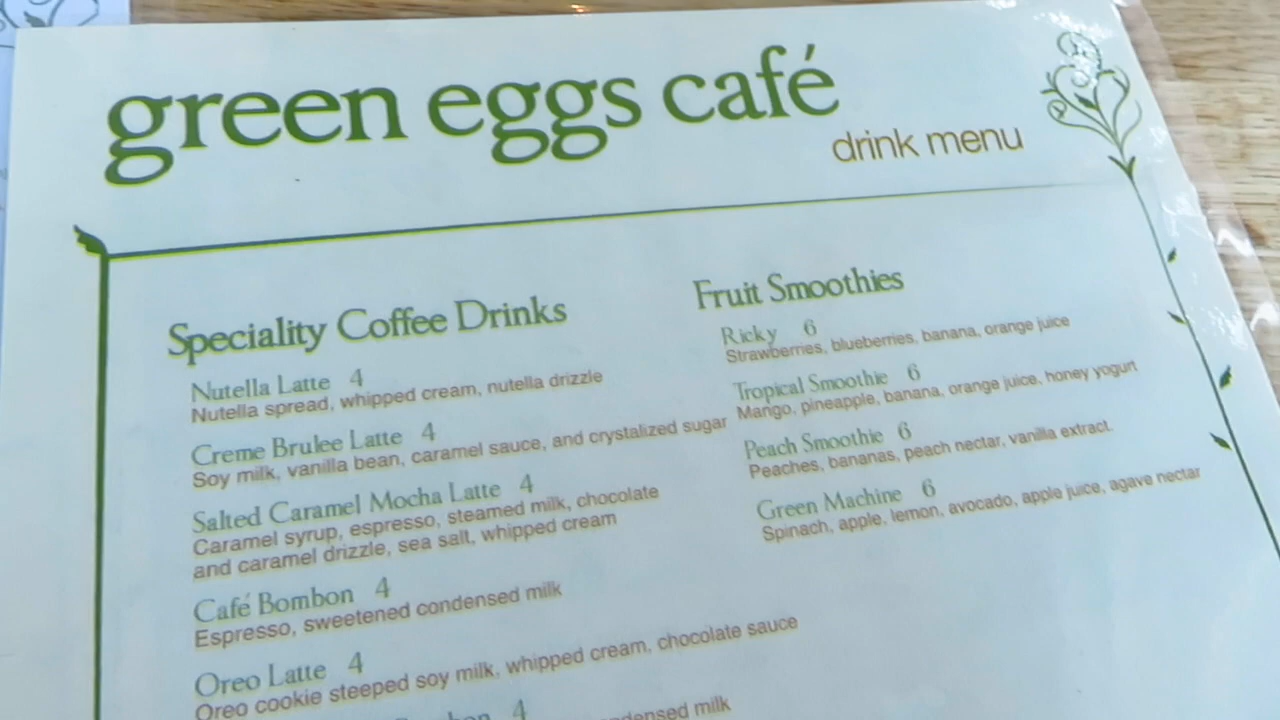 green eggs café
drink menu
Speciality Coffee Drinks
Nutella Latte 4
Nutella spread, whipped cream, nutella drizzle
Creme Brulee Latte 4
Soy milk, vanilla bean, caramel sauce, and crystalized sugar
Salted Caramel Mocha Latte 4
Caramel syrup, espresso, steamed milk, chocolate
and caramel drizzle, sea salt, whipped cream
Café Bombon 4
Espresso, sweetened condensed milk
Oreo Latte 4
Oreo cookie steeped soy milk, whipped cream, chocolate sauce
4
milk
Fruit Smoothies
Ricky 6
Strawberries, blueberries, banana, orange juice
Tropical Smoothie 6
Mango, pineapple, banana, orange juice, honey yogurt
Peach Smoothie 6
Peaches, bananas, peach nectar, vanilla extract.
Green Machine 6
Spinach, apple, lemon, avocado, apple juice, agave nectar